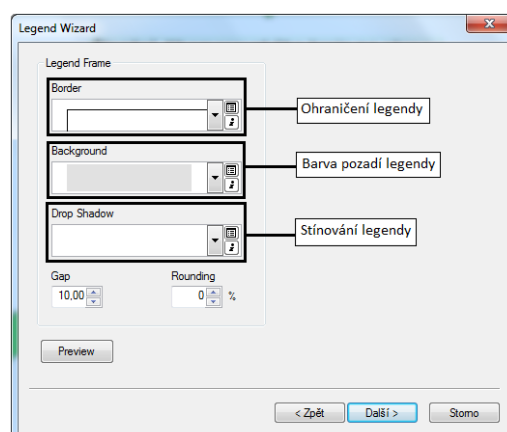 Legend Wizard
Legend Frame
Border
Ohraničení legendy
Background
Barva pozadí legendy
Drop Shadow
Stínování legendy
Gap
Rounding
10,00
0 %
Preview
< Zpět
Další >
Storno